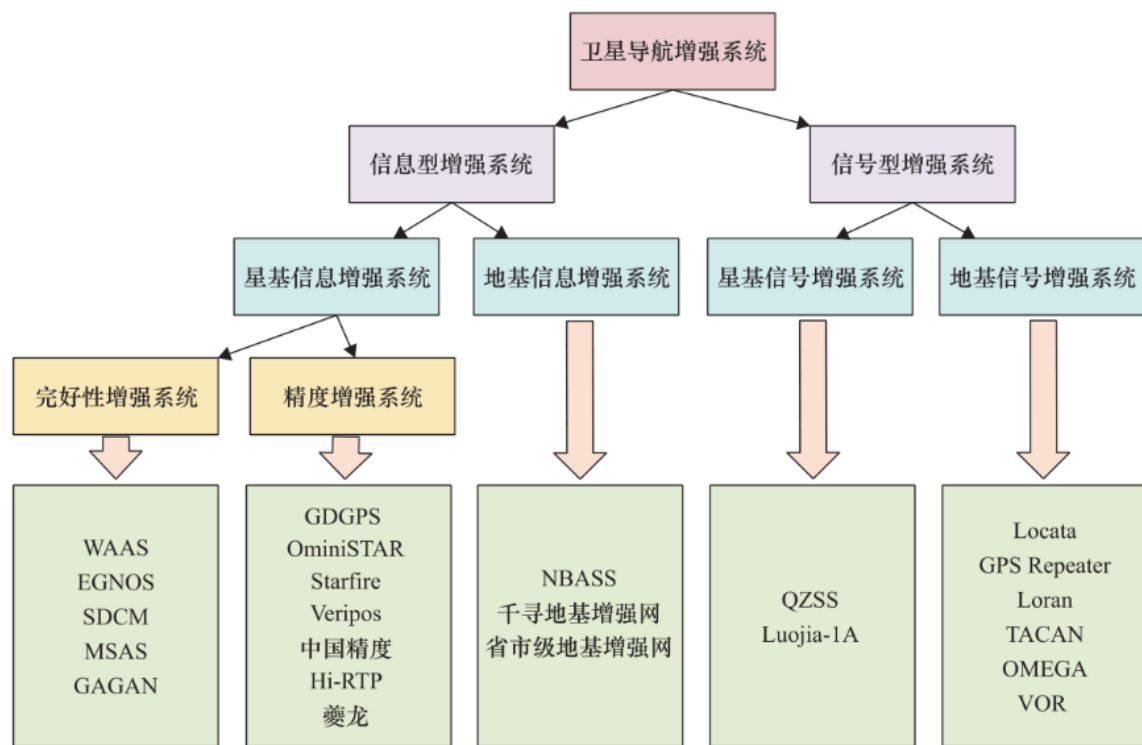 卫星导航增强系统
信息型增强系统
信号型增强系统
星基信息增强系统
地基信息增强系统
星基信号增强系统
地基信号增强系统
完好性增强系统
精度增强系统
WAAS
EGNOS
SDCM
MSAS
GAGAN
GDGPS
OminiSTAR
Starfire
Veripos
中国精度
Hi-RTP
夔龙
NBASS
千寻地基增强网
省市级地基增强网
QZSS
Luojia-1A
Locata
GPS Repeater
Loran
TACAN
OMEGA
VOR